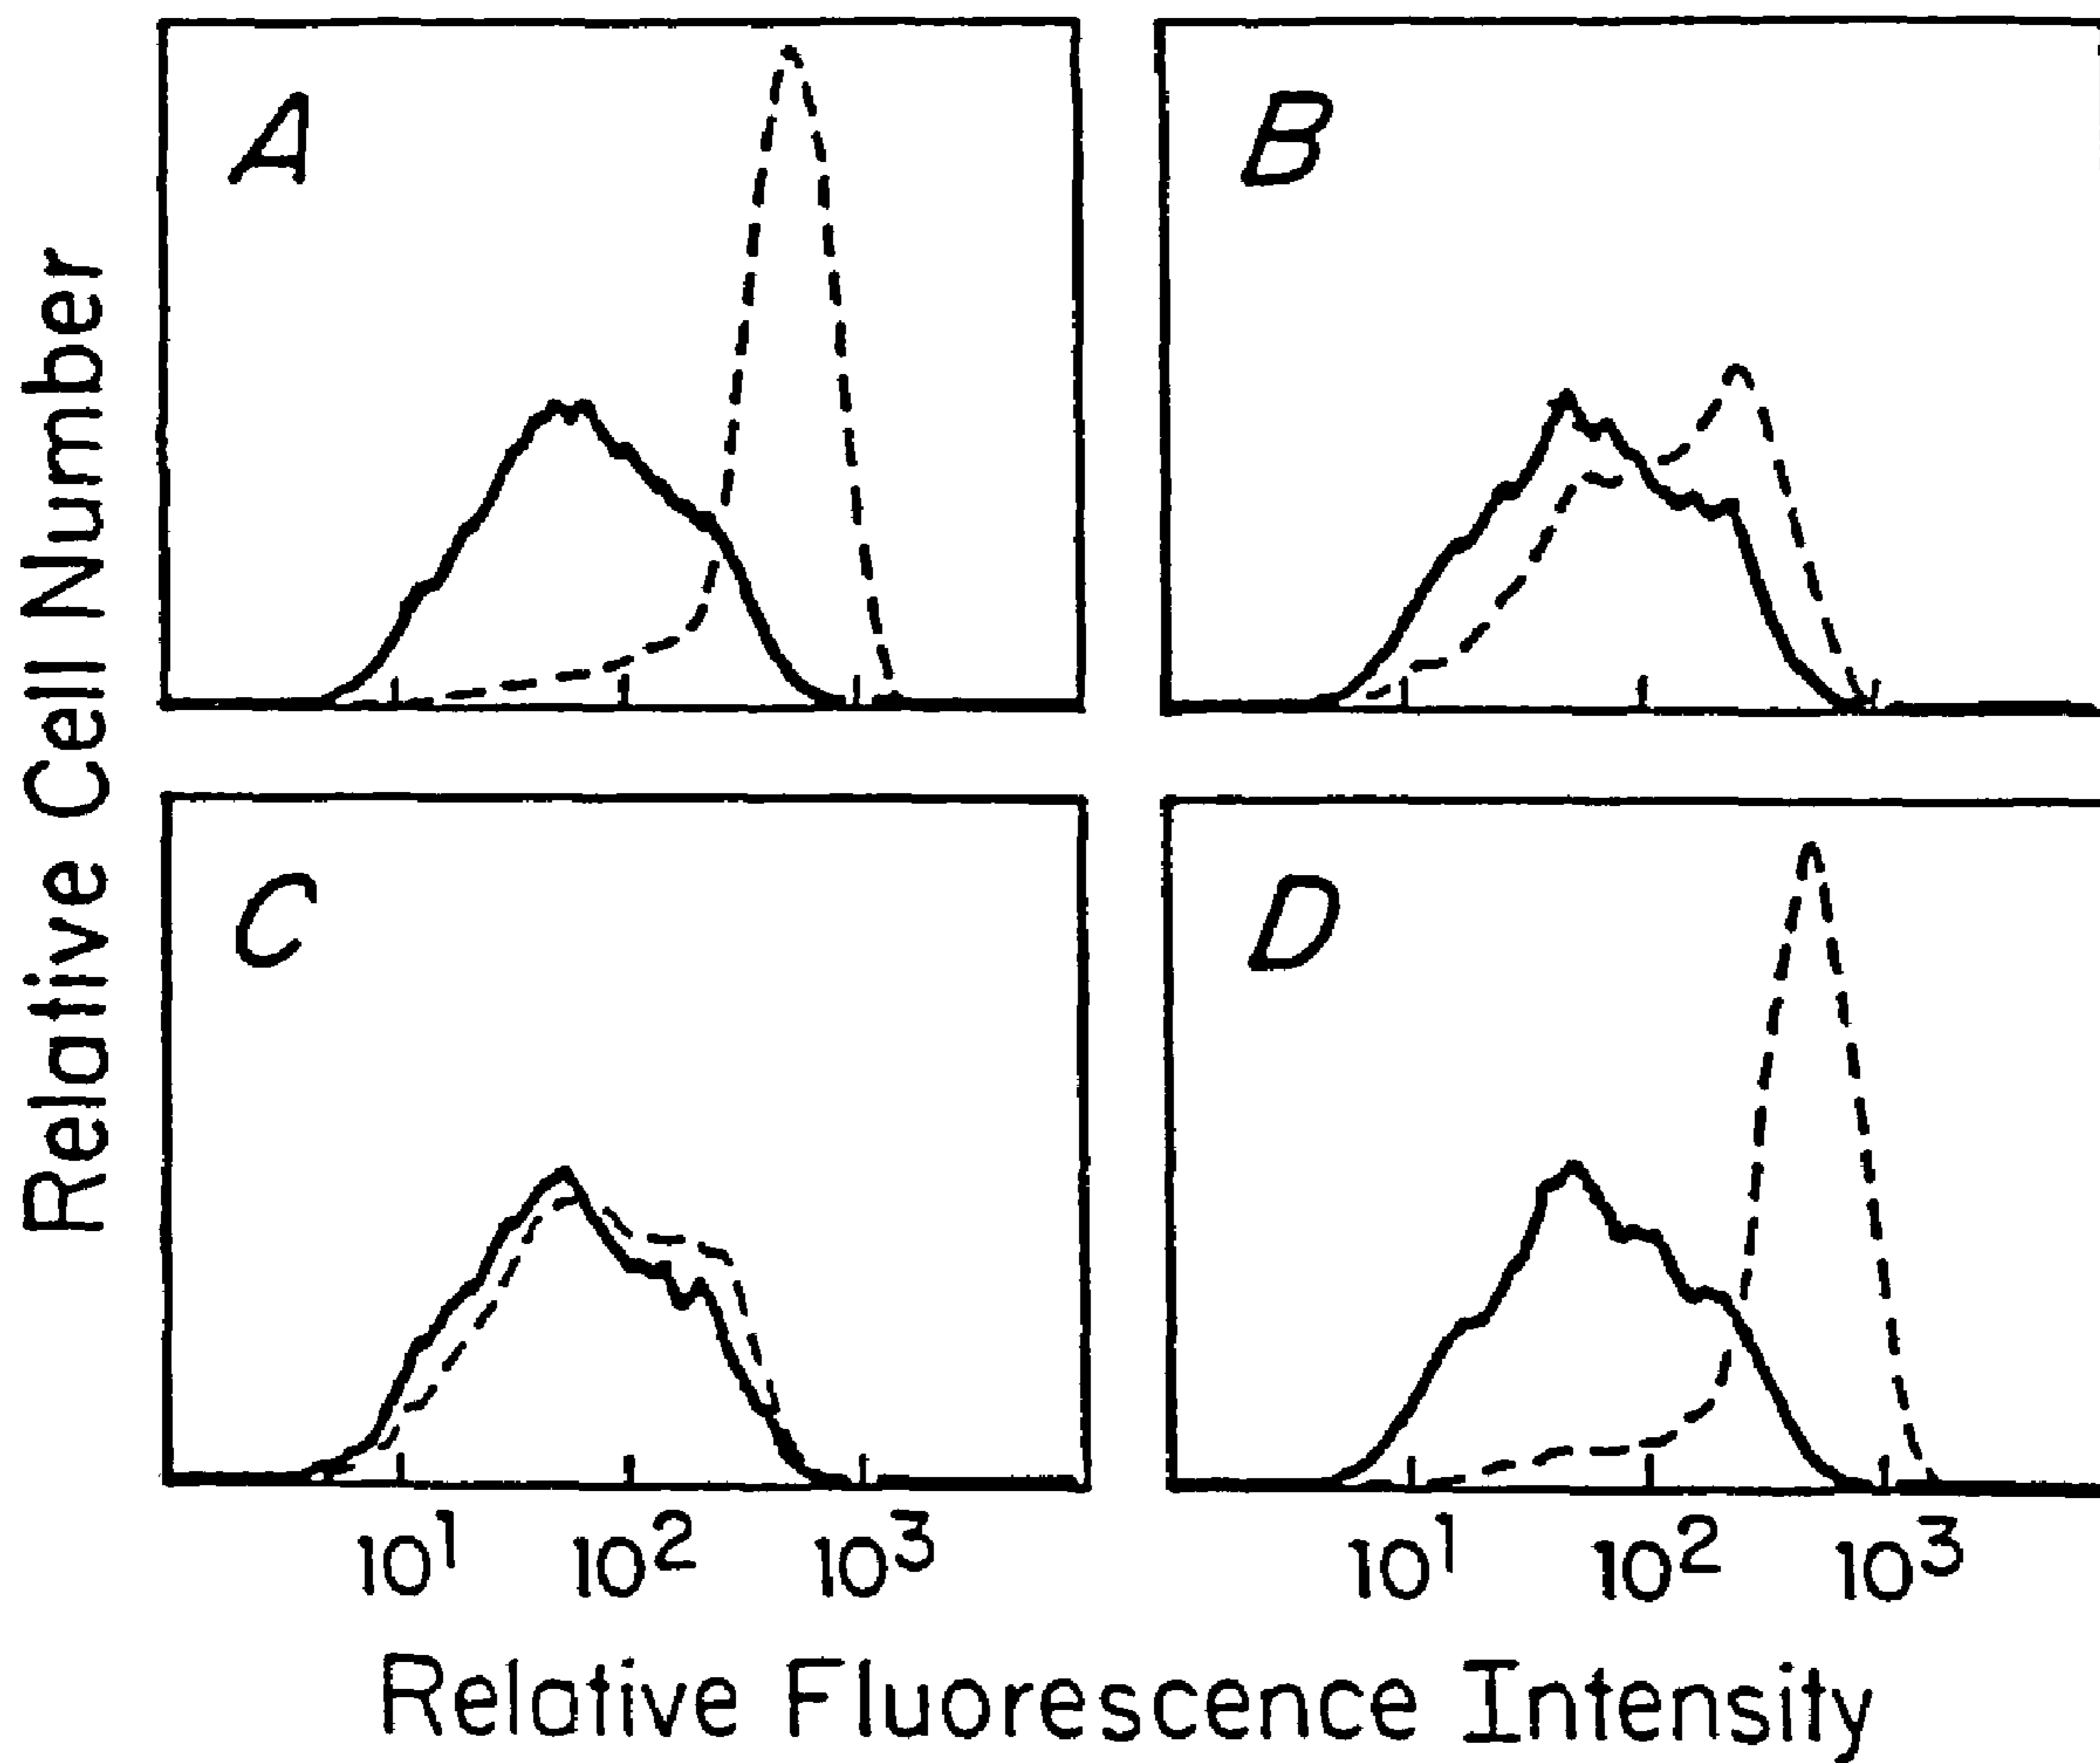 A
B
Relative Cell Number
C
D
10¹ 10² 10³ 10¹ 10² 10³
Relative Fluorescence Intensity